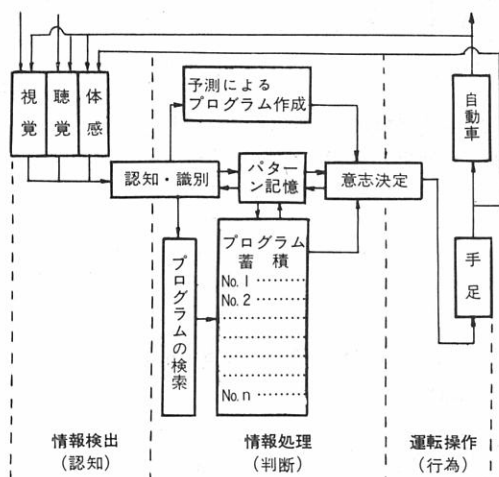 視覚
聴覚
体感
予測による
プログラム作成
認知・識別
パター
ン記憶
意志決定
プログラムの検索
プログラム
蓄積
No. 1 ………
No. 2 ………
………
………
………
………
No. n ………
自動車
手足
情報検出
(認知)
情報処理
(判断)
運転操作
(行為)